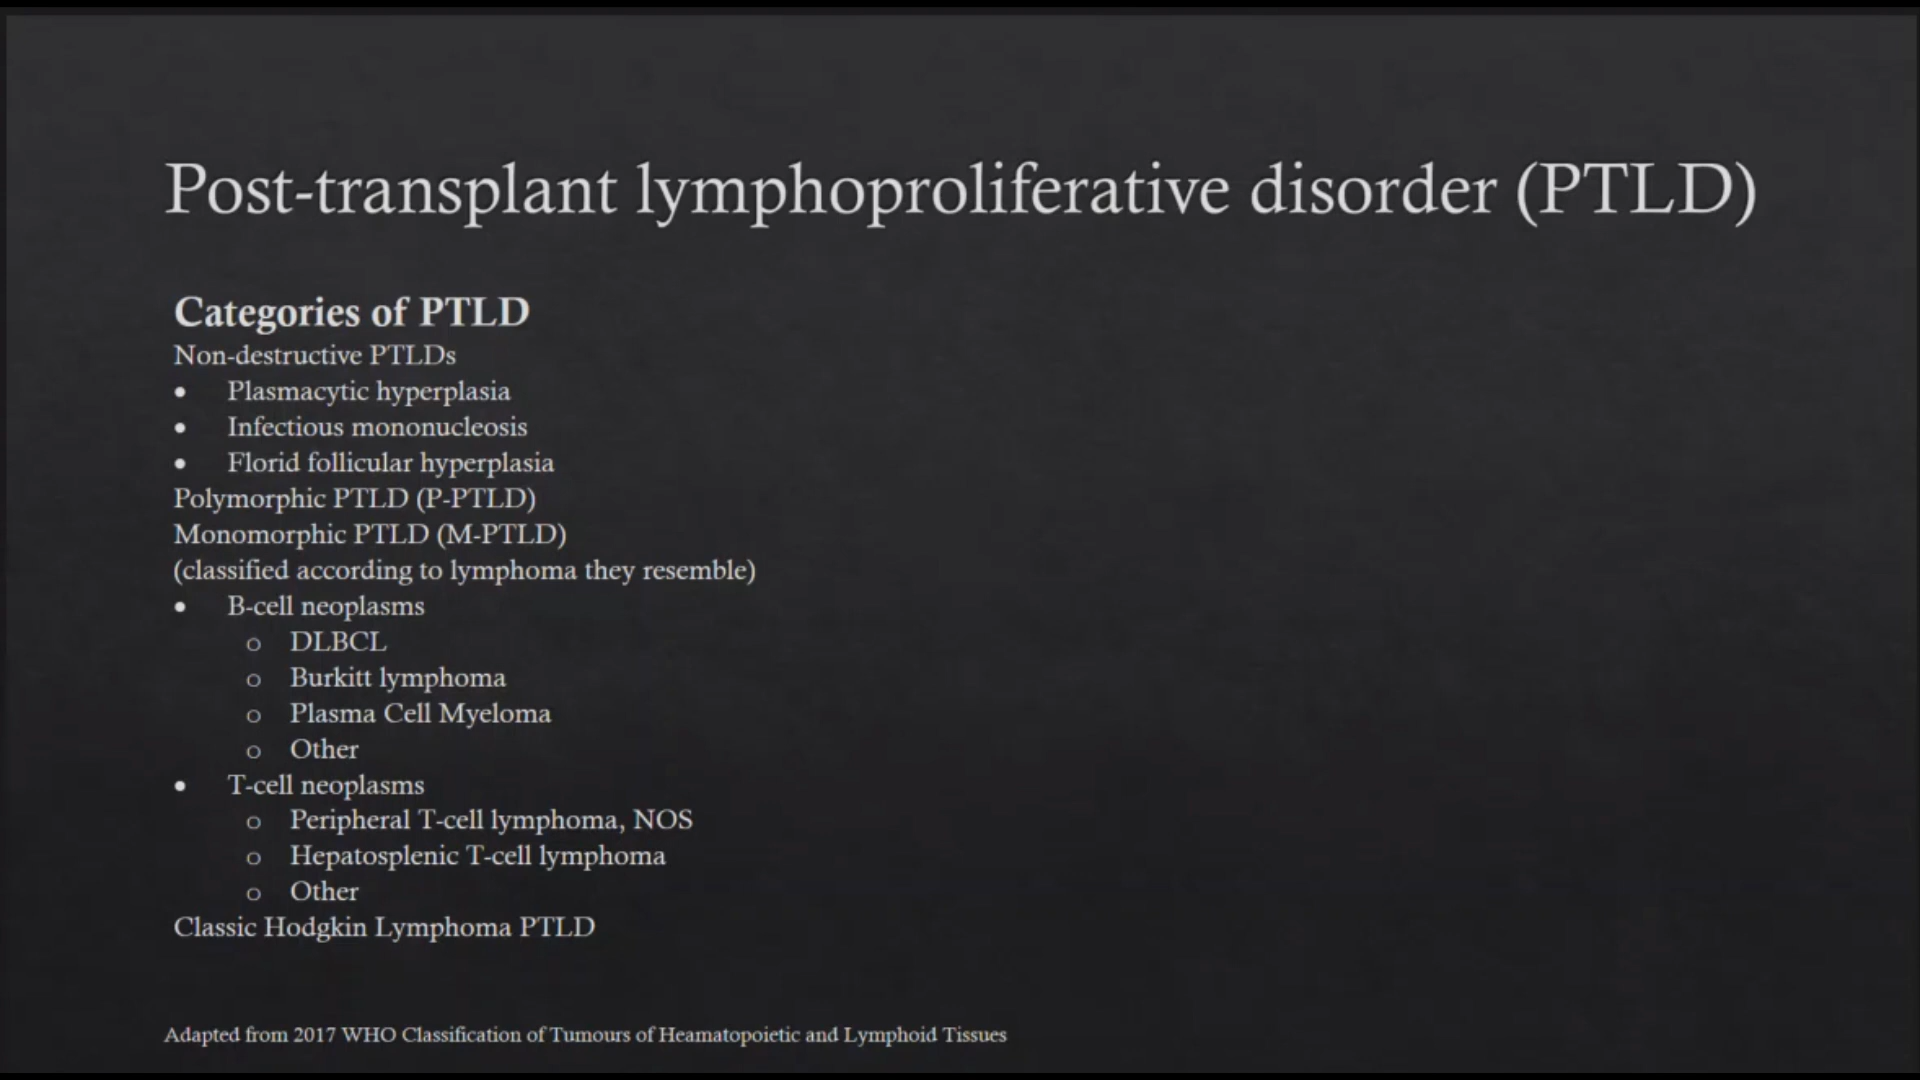 Post-transplant lymphoproliferative disorder (PTLD)
Categories of PTLD
Non-destructive PTLDs
• Plasmacytic hyperplasia
• Infectious mononucleosis
• Florid follicular hyperplasia
Polymorphic PTLD (P-PTLD)
Monomorphic PTLD (M-PTLD)
(classified according to lymphoma they resemble)
• B-cell neoplasms
o DLBCL
o Burkitt lymphoma
o Plasma Cell Myeloma
o Other
• T-cell neoplasms
o Peripheral T-cell lymphoma, NOS
o Hepatosplenic T-cell lymphoma
o Other
Classic Hodgkin Lymphoma PTLD
Adapted from 2017 WHO Classification of Tumours of Heamatopoietic and Lymphoid Tissues